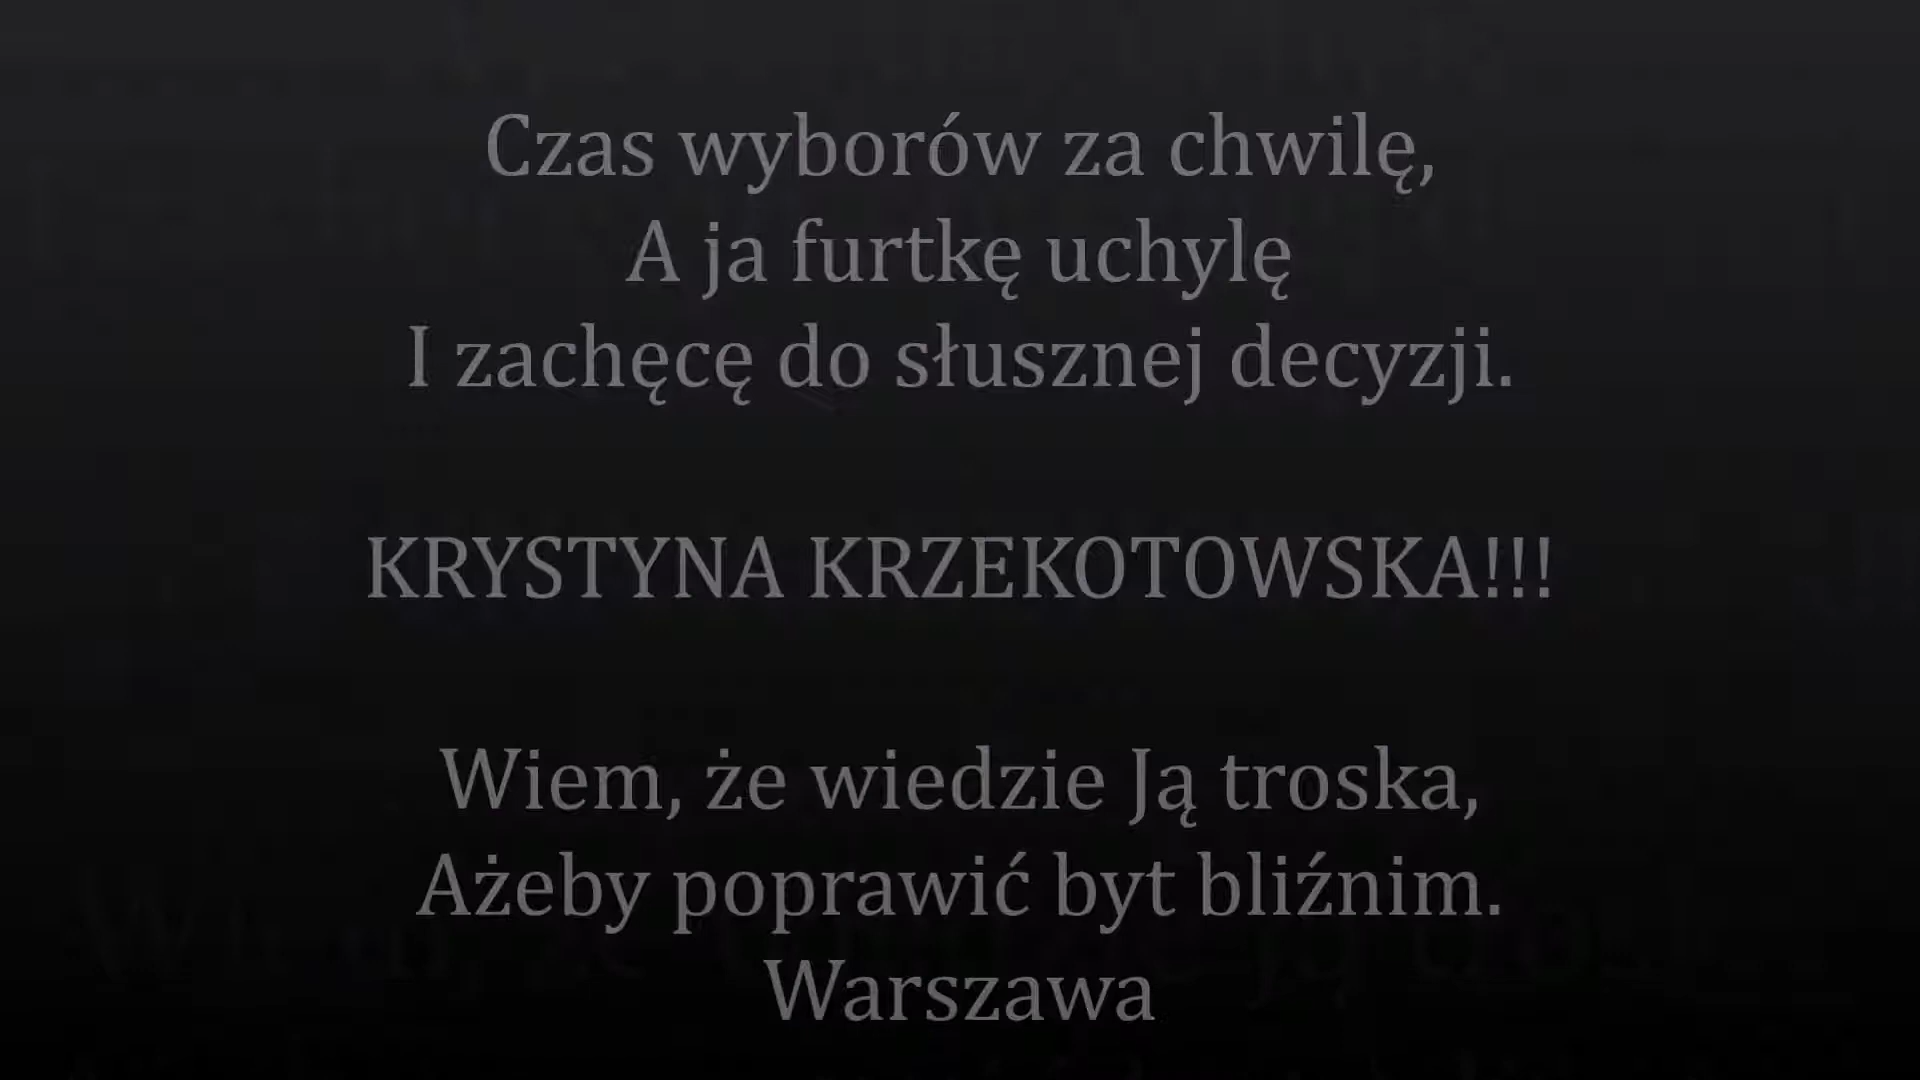 Czas wyborów za chwilę,
A ja furtkę uchylę
I zachęcę do słusznej decyzji.
KRYSTYNA KRZEKOTOWSKA!!!
Wiem, że wiedzie Ją troska,
Ażeby poprawić byt bliźnim.
Warszawa